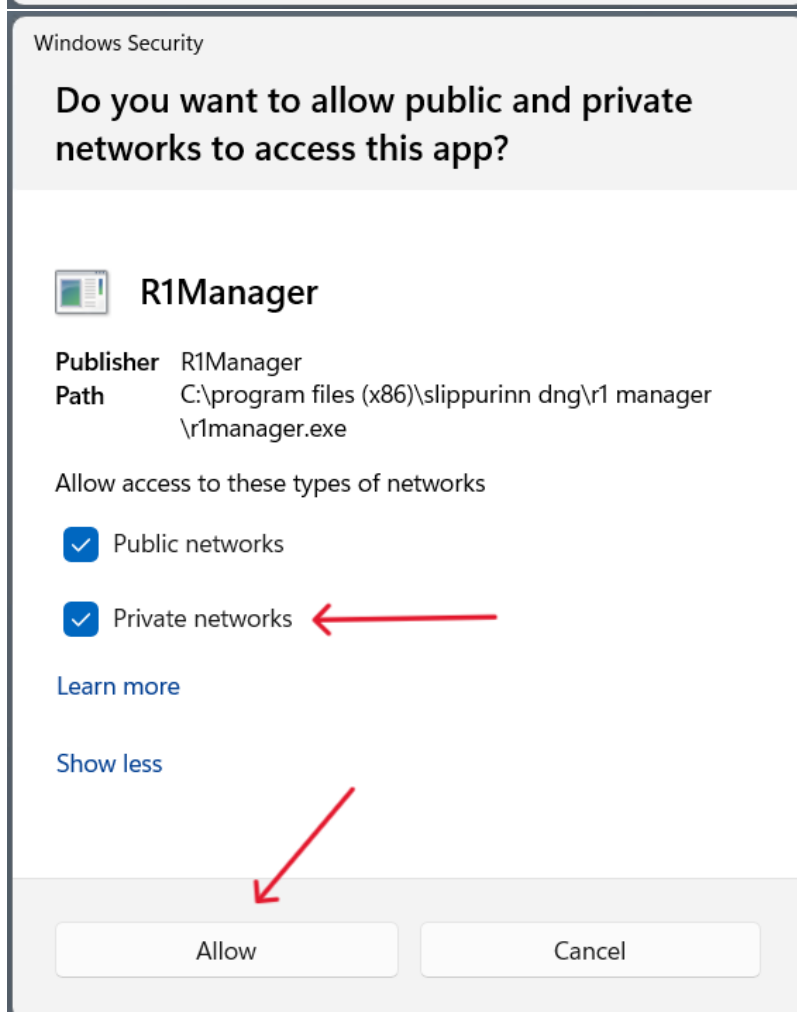 Windows Security
Do you want to allow public and private
networks to access this app?
R1Manager
Publisher R1Manager
Path C:\program files (x86)\slippurinn dng\r1 manager
\r1manager.exe
Allow access to these types of networks
Public networks
Private networks
Learn more
Show less
Allow Cancel